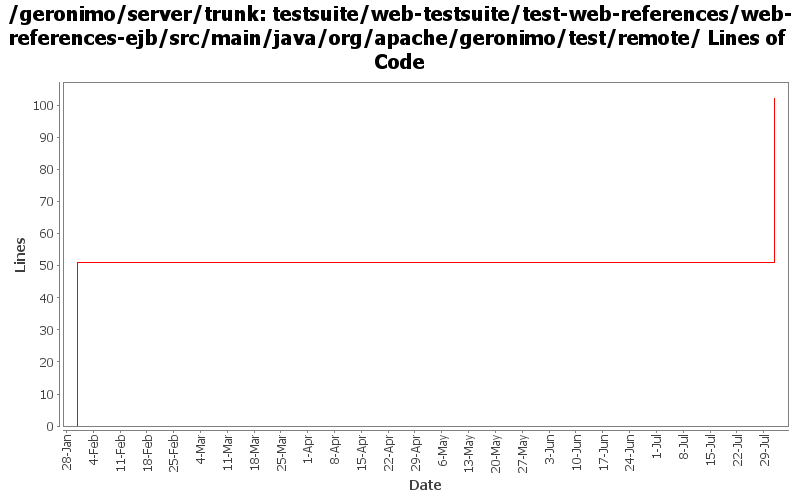 /geronimo/server/trunk: testsuite/web-testsuite/test-web-references/web-
references-ejb/src/main/java/org/apache/geronimo/test/remote/ Lines of
Code
100
90
80
70
60
50
40
30
20
10
0
Lines
28-Jan
4-Feb
11-Feb
18-Feb
25-Feb
4-Mar
11-Mar
18-Mar
25-Mar
1-Apr
8-Apr
15-Apr
22-Apr
29-Apr
6-May
13-May
20-May
27-May
3-Jun
10-Jun
17-Jun
24-Jun
1-Jul
8-Jul
15-Jul
22-Jul
29-Jul
Date